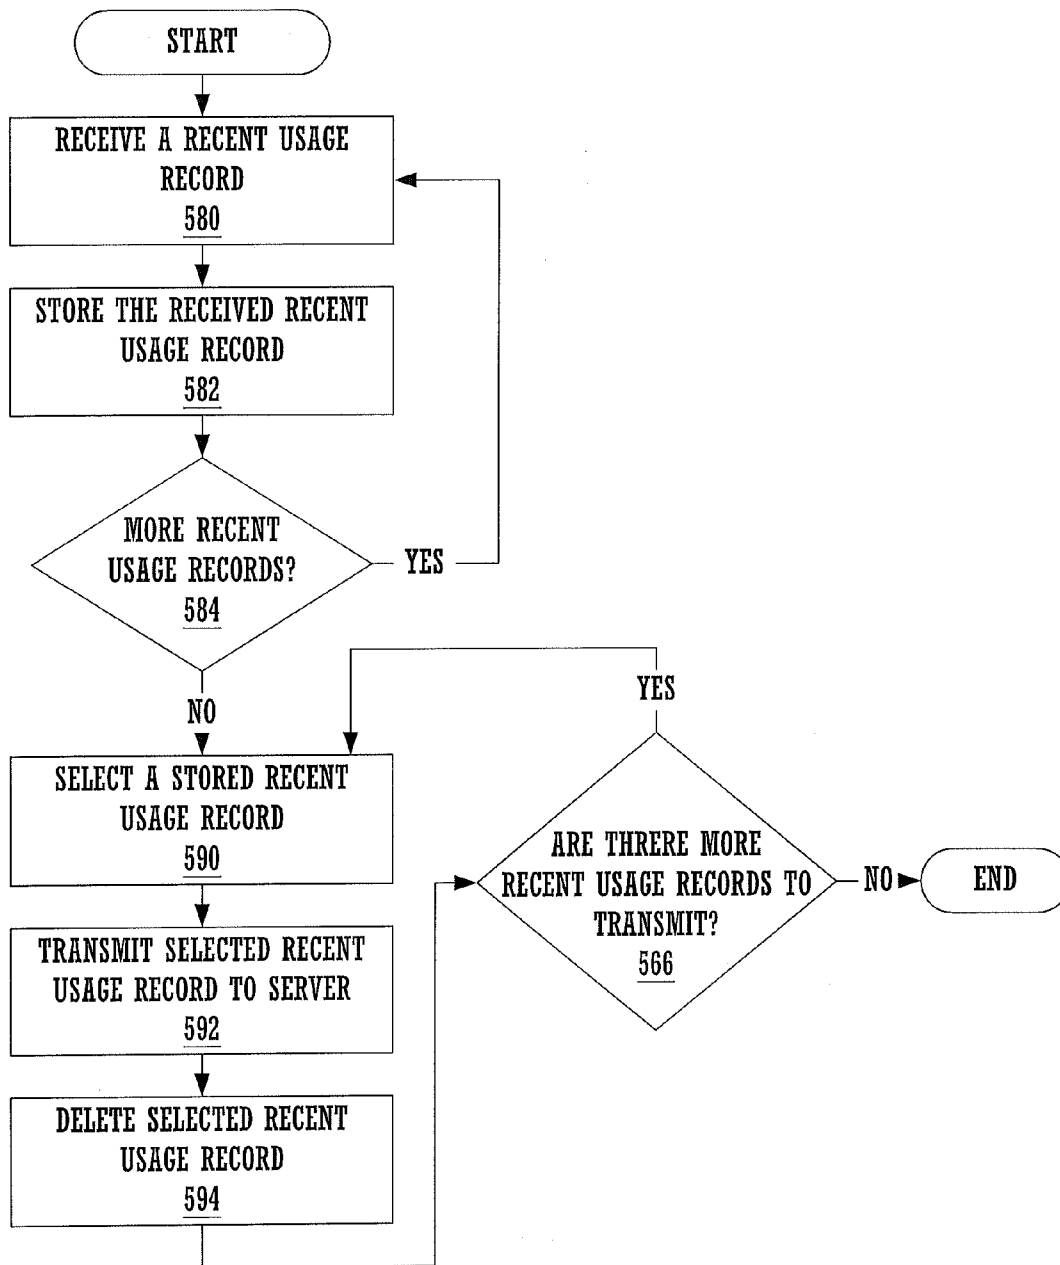 START
RECEIVE A RECENT USAGE
RECORD
580
STORE THE RECEIVED RECENT
USAGE RECORD
582
MORE RECENT
USAGE RECORDS?
584
YES
NO
SELECT A STORED RECENT
USAGE RECORD
590
TRANSMIT SELECTED RECENT
USAGE RECORD TO SERVER
592
DELETE SELECTED RECENT
USAGE RECORD
594
YES
ARE THRERE MORE
RECENT USAGE RECORDS TO
TRANSMIT?
566
NO
END